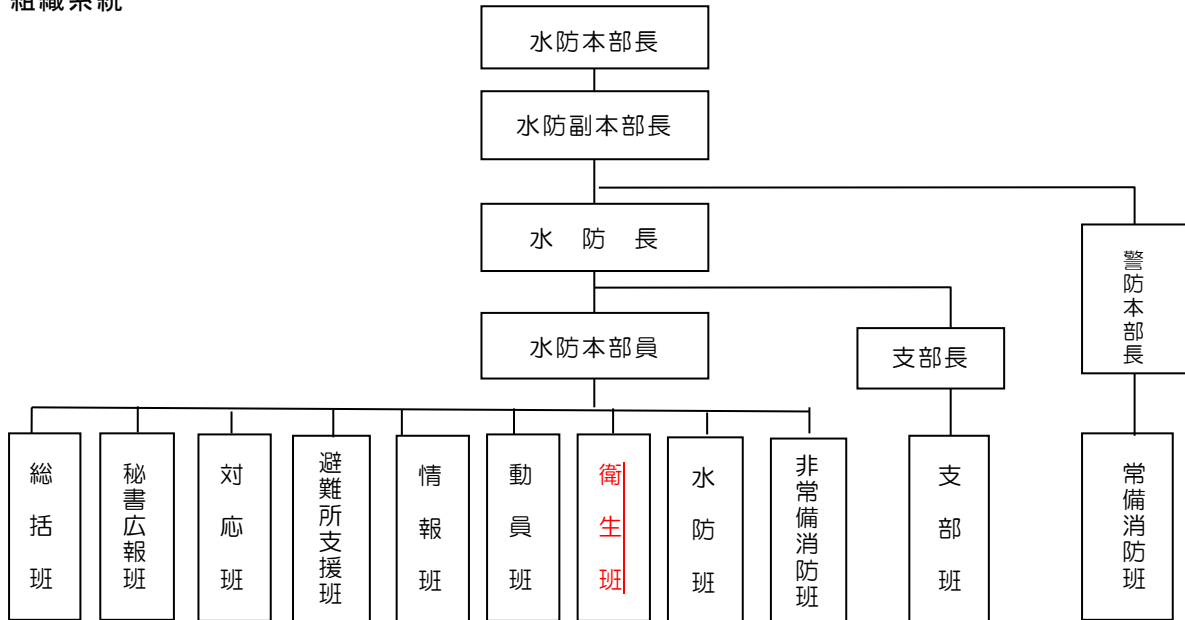 組織系統
水防本部長
水防副本部長
水防長
警防本部長
水防本部員
支部長
総括班
秘書広報班
対応班
避難所支援班
情報班
動員班
衛生班
水防班
非常備消防班
支部班
常備消防班